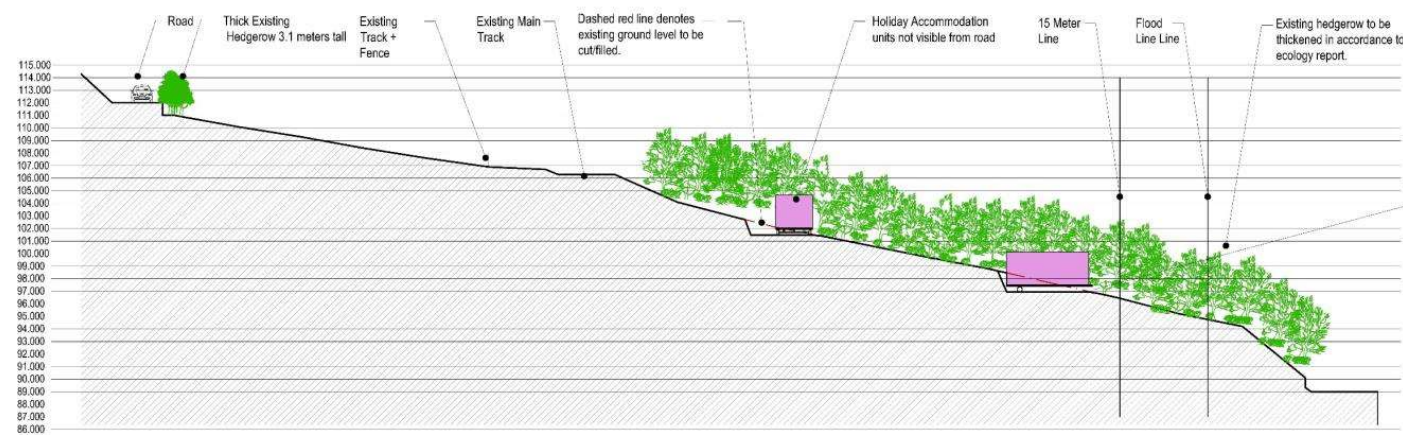 Road
Thick Existing
Hedgerow 3.1 meters tall
Existing
Track +
Fence
Existing Main
Track
Dashed red line denotes
existing ground level to be
cut/filled.
Holiday Accommodation
units not visible from road
15 Meter
Line
Flood
Line Line
Existing hedgerow to be
thickened in accordance to
ecology report.
115.000
114.000
113.000
112.000
111.000
110.000
109.000
108.000
107.000
106.000
105.000
104.000
103.000
102.000
101.000
100.000
99.000
98.000
97.000
96.000
95.000
94.000
93.000
92.000
91.000
90.000
89.000
88.000
87.000
86.000